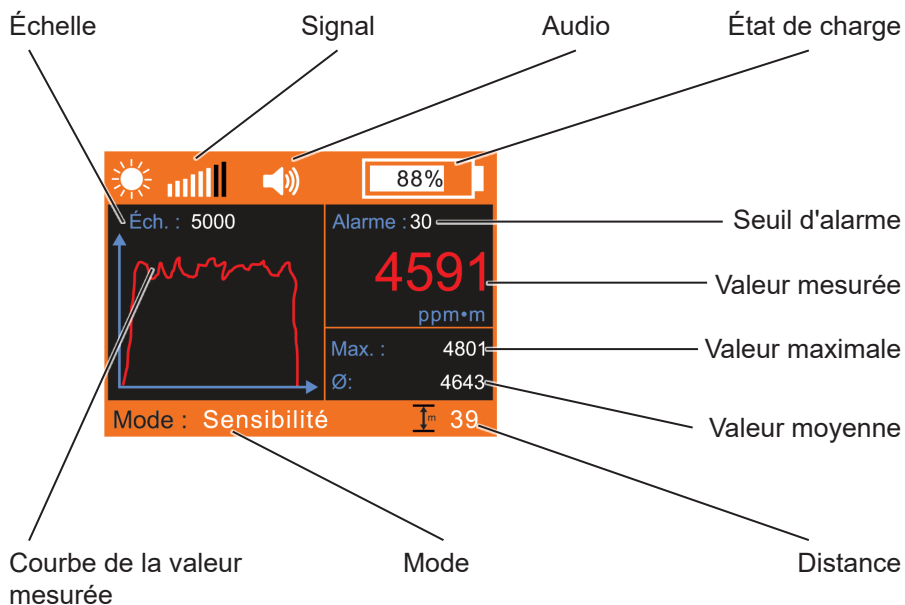 Échelle
Signal
Audio
État de charge
88%
Éch. : 5000
Alarme : 30
Seuil d'alarme
4591
Valeur mesurée
ppm•m
Max. : 4801
Valeur maximale
Ø: 4643
Valeur moyenne
Mode : Sensibilité
m 39
Courbe de la valeur
mesurée
Mode
Distance